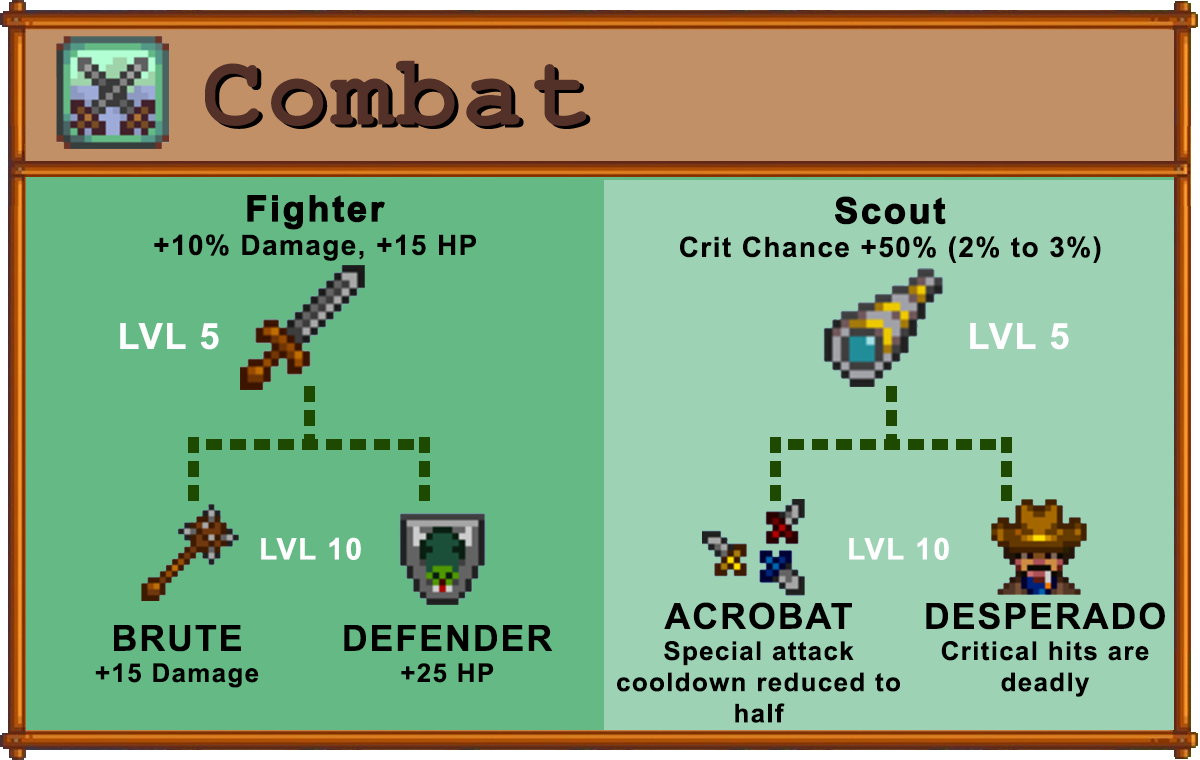 Combat
Fighter
+10% Damage, +15 HP
LVL 5
LVL 10
BRUTE
+15 Damage
DEFENDER
+25 HP
Scout
Crit Chance +50% (2% to 3%)
LVL 5
LVL 10
ACROBAT
Special attack
cooldown reduced to
half
DESPERADO
Critical hits are
deadly